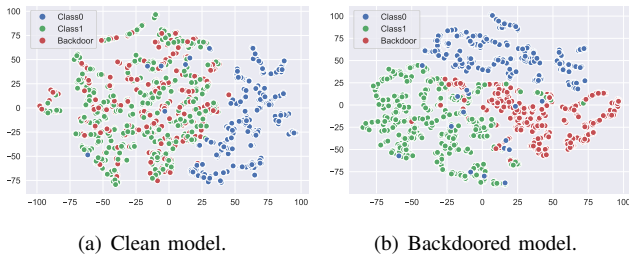 Class0
Class1
Backdoor
100
75
50
25
0
−25
−50
−75
−100 −75 −50 −25 0 25 50 75 100
(a) Clean model.
Class0
Class1
Backdoor
100
75
50
25
0
−25
−50
−75
−75 −50 −25 0 25 50 75 100
(b) Backdoored model.